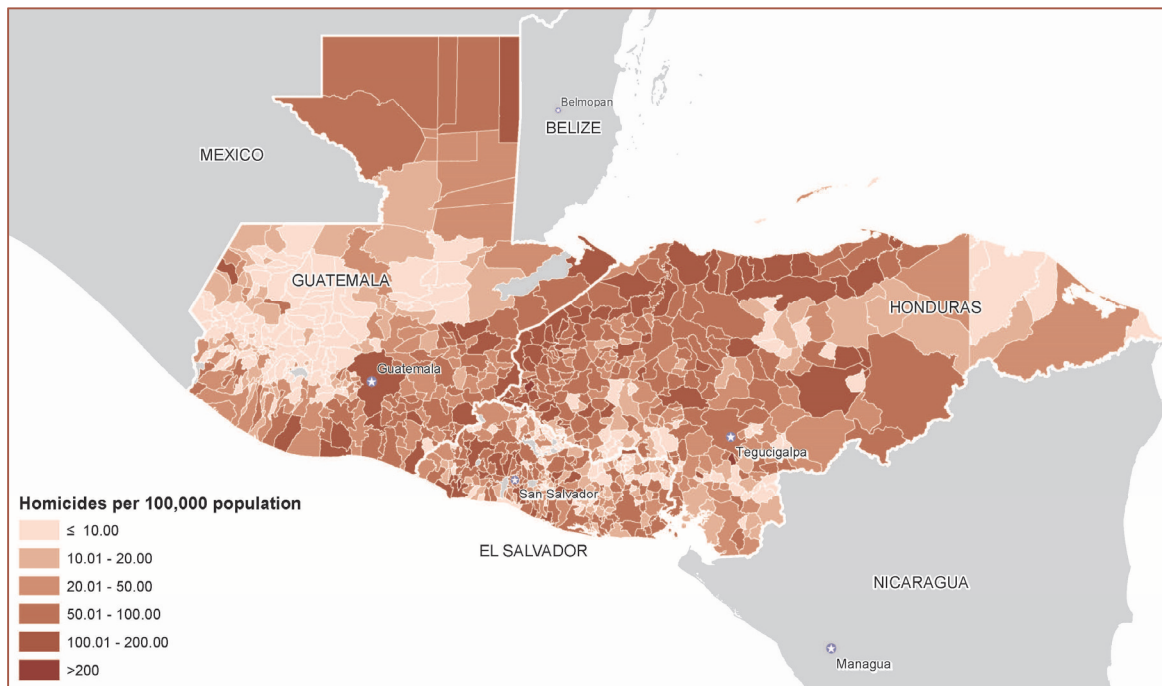 Belmopan
BELIZE
MEXICO
GUATEMALA
HONDURAS
Guatemala
Tegucigalpa
San Salvador
EL SALVADOR
NICARAGUA
Managua
Homicides per 100,000 population
≤ 10.00
10.01 - 20.00
20.01 - 50.00
50.01 - 100.00
100.01 - 200.00
>200